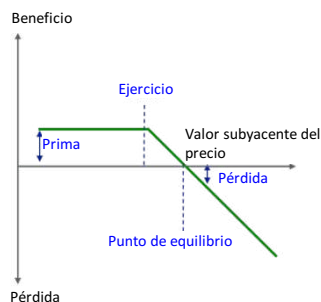 Beneficio
Ejercicio
Valor subyacente del
precio
Prima
Pérdida
Punto de equilibrio
Pérdida